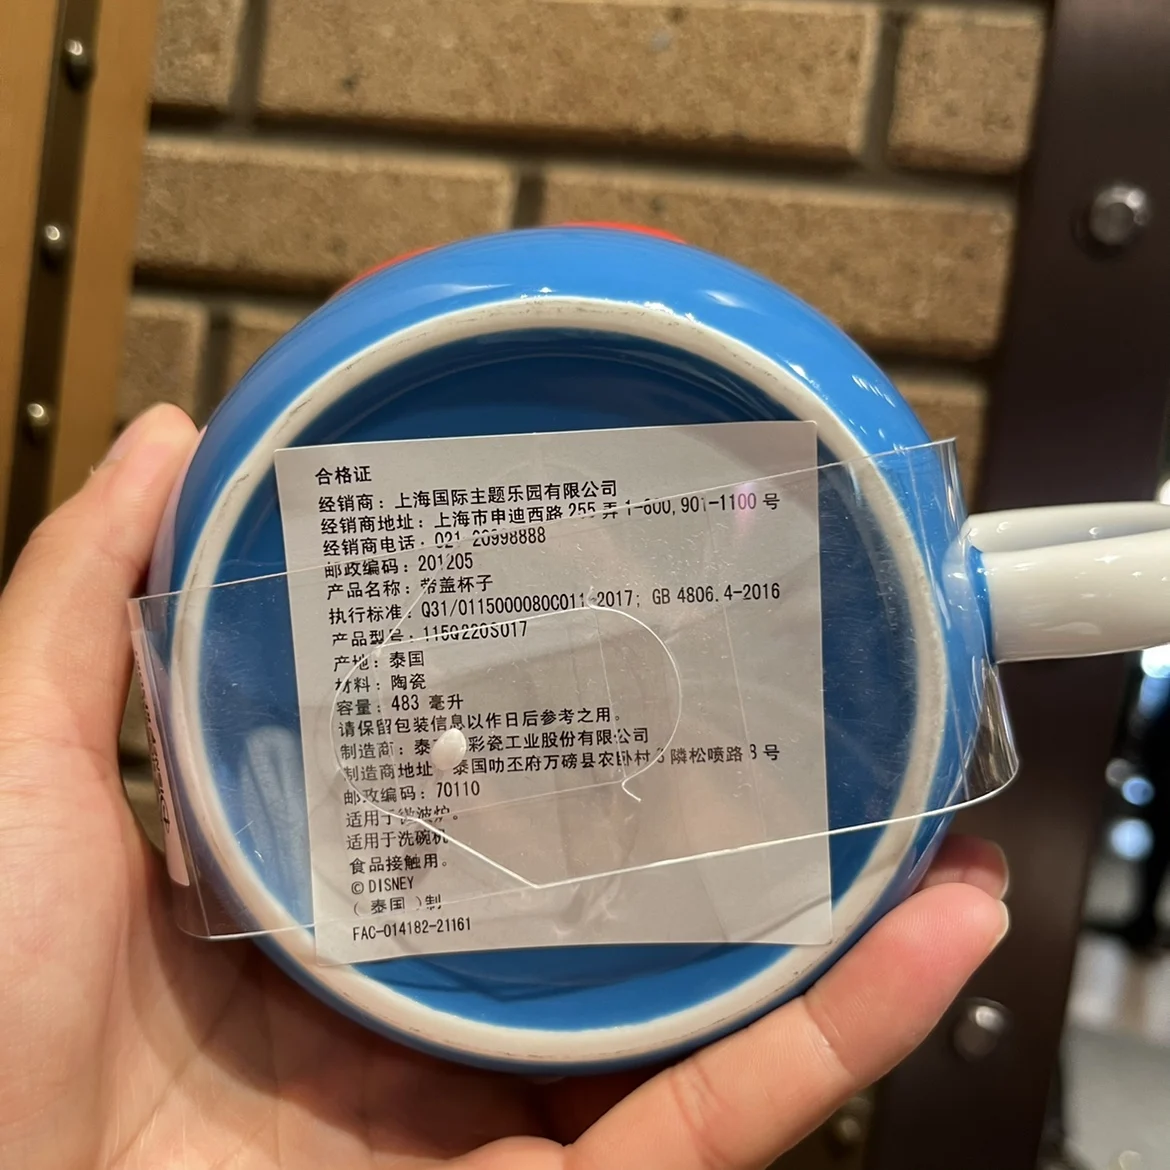 合格证
经销商：上海国际主题乐园有限公司
经销商地址：上海市申迪西路 255 弄 1-600, 901-1100 号
经销商电话：021 20998888
邮政编码：201205
产品名称：带盖杯子
执行标准：Q31/0115000080C011-2017; GB 4806.4-2016
产品型号：115Q220S017
产地：泰国
材料：陶瓷
容量：483 毫升
请保留包装信息以作日后参考之用。
制造商：泰 彩瓷工业股份有限公司
制造商地址 泰国叻丕府万磅县农卧村 隣松喷路 8 号
邮政编码：70110
适用于微波炉。
适用于洗碗机
食品接触用。
© DISNEY
( 泰国 ) 制
FAC-014182-21161